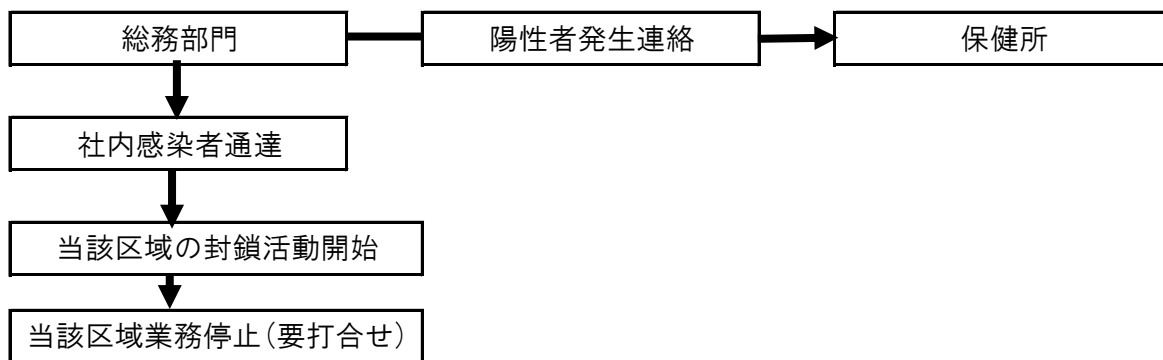 総務部門
陽性者発生連絡
保健所
社内感染者通達
当該区域の封鎖活動開始
当該区域業務停止(要打合せ)